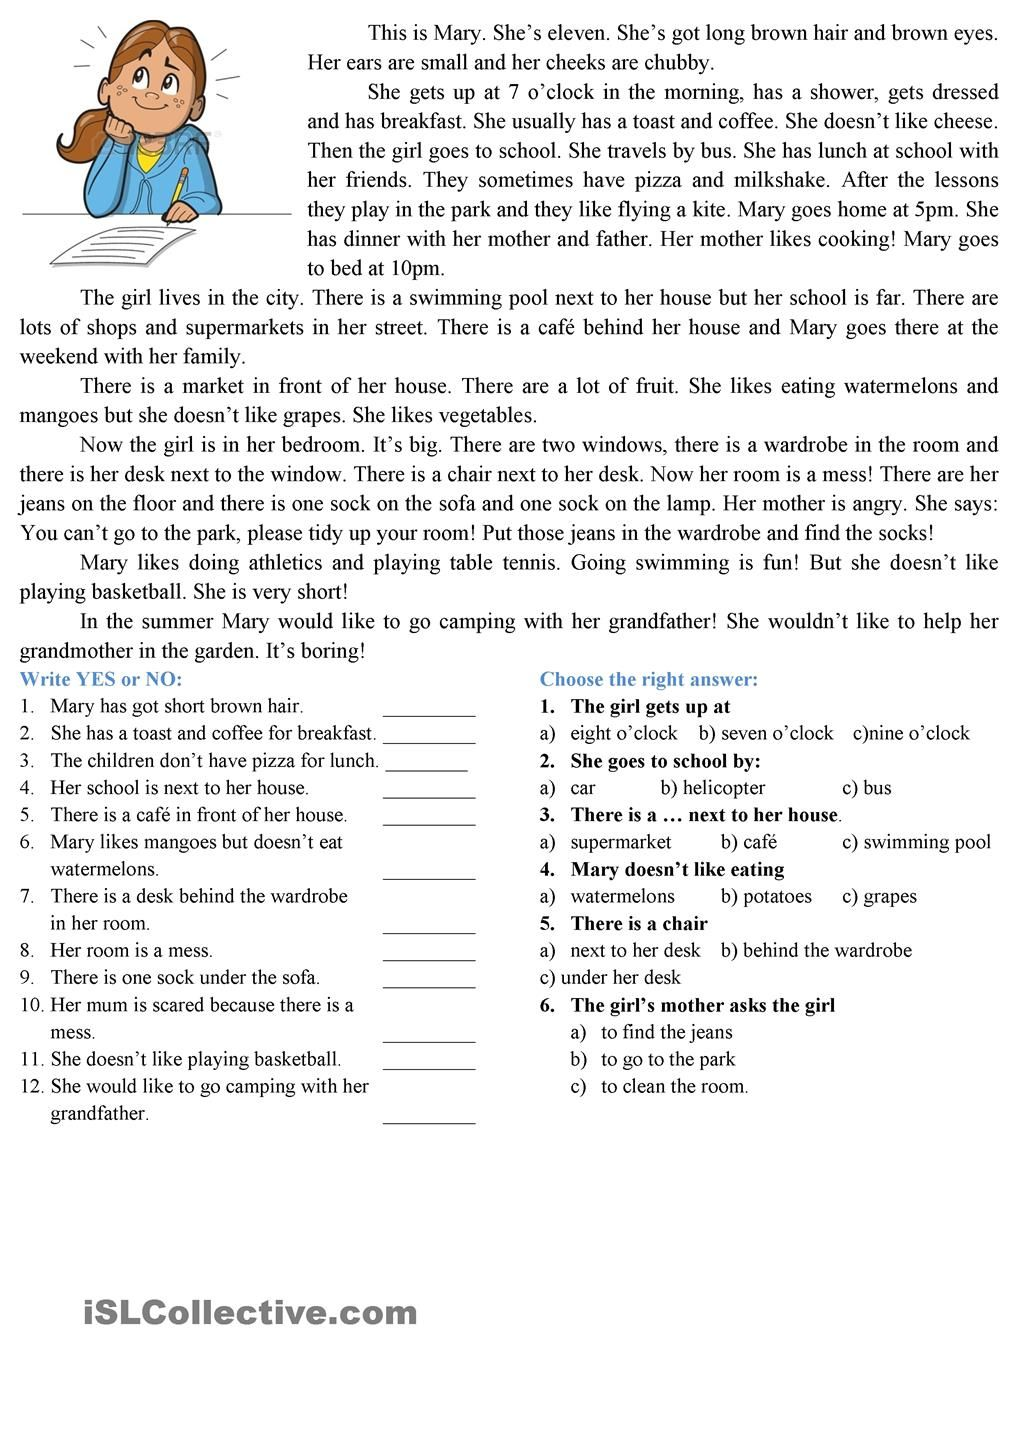 This is Mary. She's eleven. She's got long brown hair and brown eyes.
Her ears are small and her cheeks are chubby.
She gets up at 7 o'clock in the morning, has a shower, gets dressed
and has breakfast. She usually has a toast and coffee. She doesn't like cheese.
Then the girl goes to school. She travels by bus. She has lunch at school with
her friends. They sometimes have pizza and milkshake. After the lessons
they play in the park and they like flying a kite. Mary goes home at 5pm. She
has dinner with her mother and father. Her mother likes cooking! Mary goes
to bed at 10pm.
The girl lives in the city. There is a swimming pool next to her house but her school is far. There are
lots of shops and supermarkets in her street. There is a café behind her house and Mary goes there at the
weekend with her family.
There is a market in front of her house. There are a lot of fruit. She likes eating watermelons and
mangoes but she doesn't like grapes. She likes vegetables.
Now the girl is in her bedroom. It's big. There are two windows, there is a wardrobe in the room and
there is her desk next to the window. There is a chair next to her desk. Now her room is a mess! There are her
jeans on the floor and there is one sock on the sofa and one sock on the lamp. Her mother is angry. She says:
You can't go to the park, please tidy up your room! Put those jeans in the wardrobe and find the socks!
Mary likes doing athletics and playing table tennis. Going swimming is fun! But she doesn't like
playing basketball. She is very short!
In the summer Mary would like to go camping with her grandfather! She wouldn't like to help her
grandmother in the garden. It's boring!
Write YES or NO:
1. Mary has got short brown hair. _________
2. She has a toast and coffee for breakfast. _________
3. The children don't have pizza for lunch. ________
4. Her school is next to her house. _________
5. There is a café in front of her house. _________
6. Mary likes mangoes but doesn't eat
watermelons. _________
7. There is a desk behind the wardrobe
in her room. _________
8. Her room is a mess. _________
9. There is one sock under the sofa. _________
10. Her mum is scared because there is a
mess. _________
11. She doesn't like playing basketball. _________
12. She would like to go camping with her
grandfather. _________
Choose the right answer:
1. The girl gets up at
a) eight o'clock b) seven o'clock c)nine o'clock
2. She goes to school by:
a) car b) helicopter c) bus
3. There is a … next to her house.
a) supermarket b) café c) swimming pool
4. Mary doesn't like eating
a) watermelons b) potatoes c) grapes
5. There is a chair
a) next to her desk b) behind the wardrobe
c) under her desk
6. The girl's mother asks the girl
a) to find the jeans
b) to go to the park
c) to clean the room.
iSLCollective.com